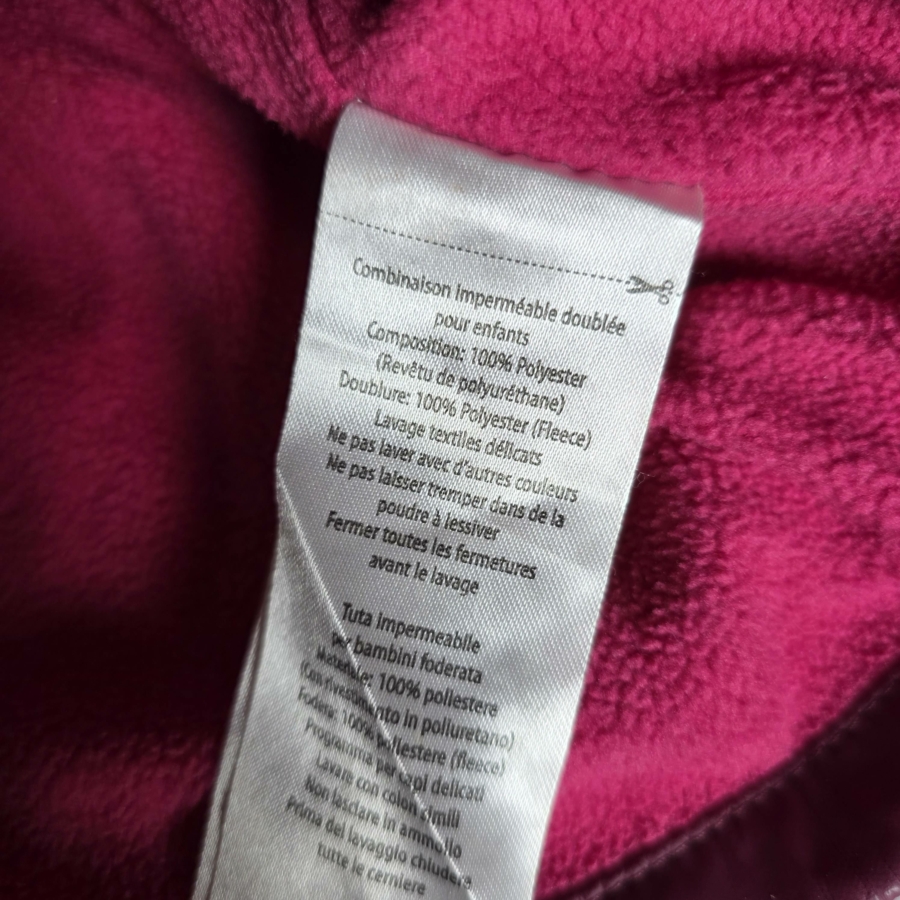 Combinaison imperméable doublée
pour enfants
Composition: 100% Polyester
(Revêtu de polyuréthane)
Doublure: 100% Polyester (Fleece)
Lavage textiles délicats
Ne pas laver avec d'autres couleurs
Ne pas laisser tremper dans de la
poudre à lessiver
Fermer toutes les fermetures
avant le lavage
Tuta impermeabile
per bambini foderata
Materiale: 100% poliestere
(Con rivestimento in poliuretano)
Fodera: 100% poliestere (fleece)
Programma per capi delicati
Lavare con colori simili
Non lasciare in ammollo
Prima del lavaggio chiudere
tutte le cerniere